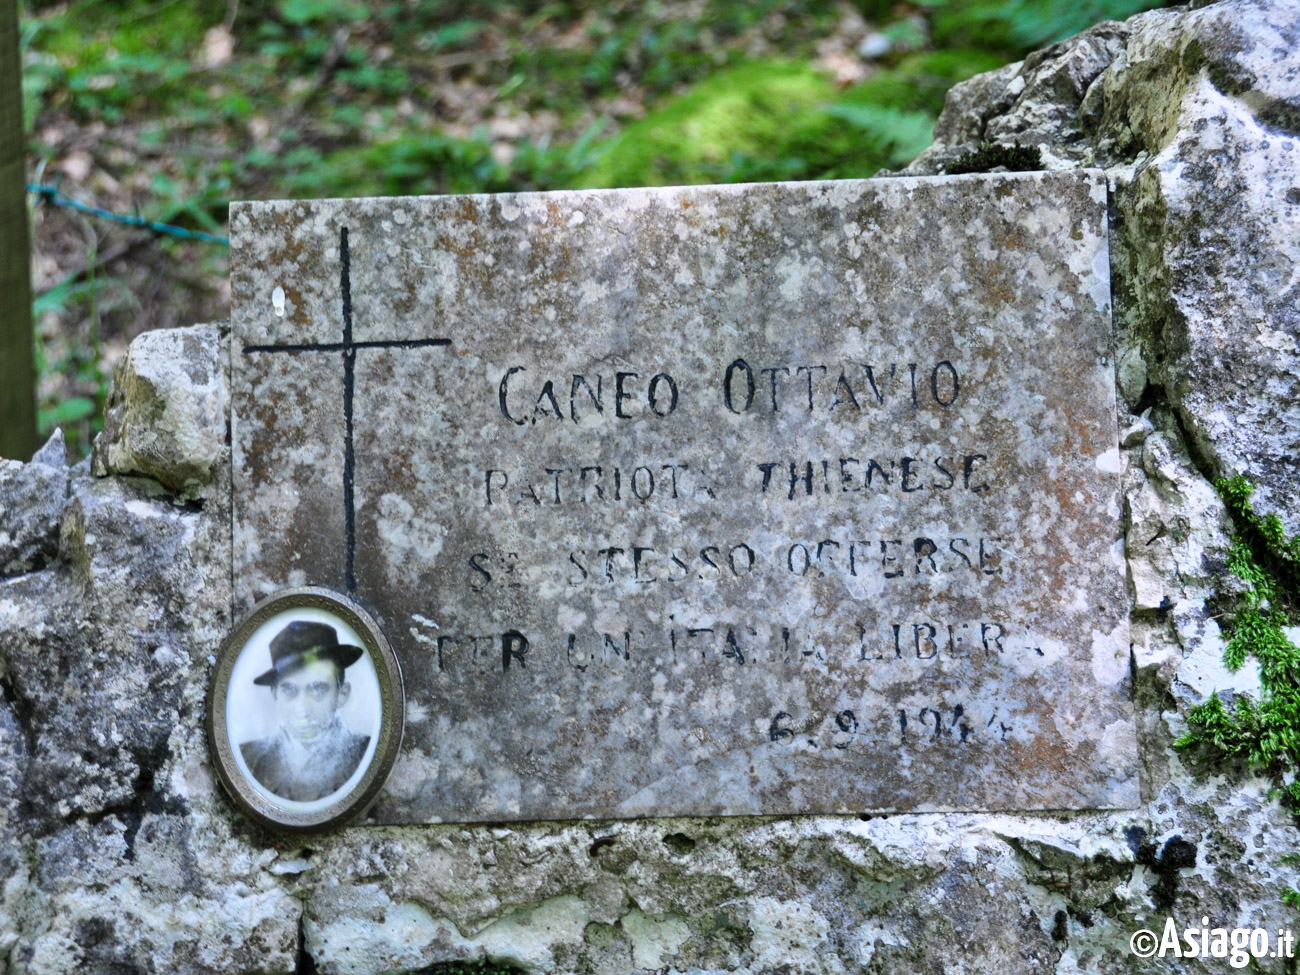 CANEO OTTAVIO
PATRIOTA THIENESE
SE STESSO OFFERSE
PER UN'ITALIA LIBERA
6.9.1944
©Asiago.it